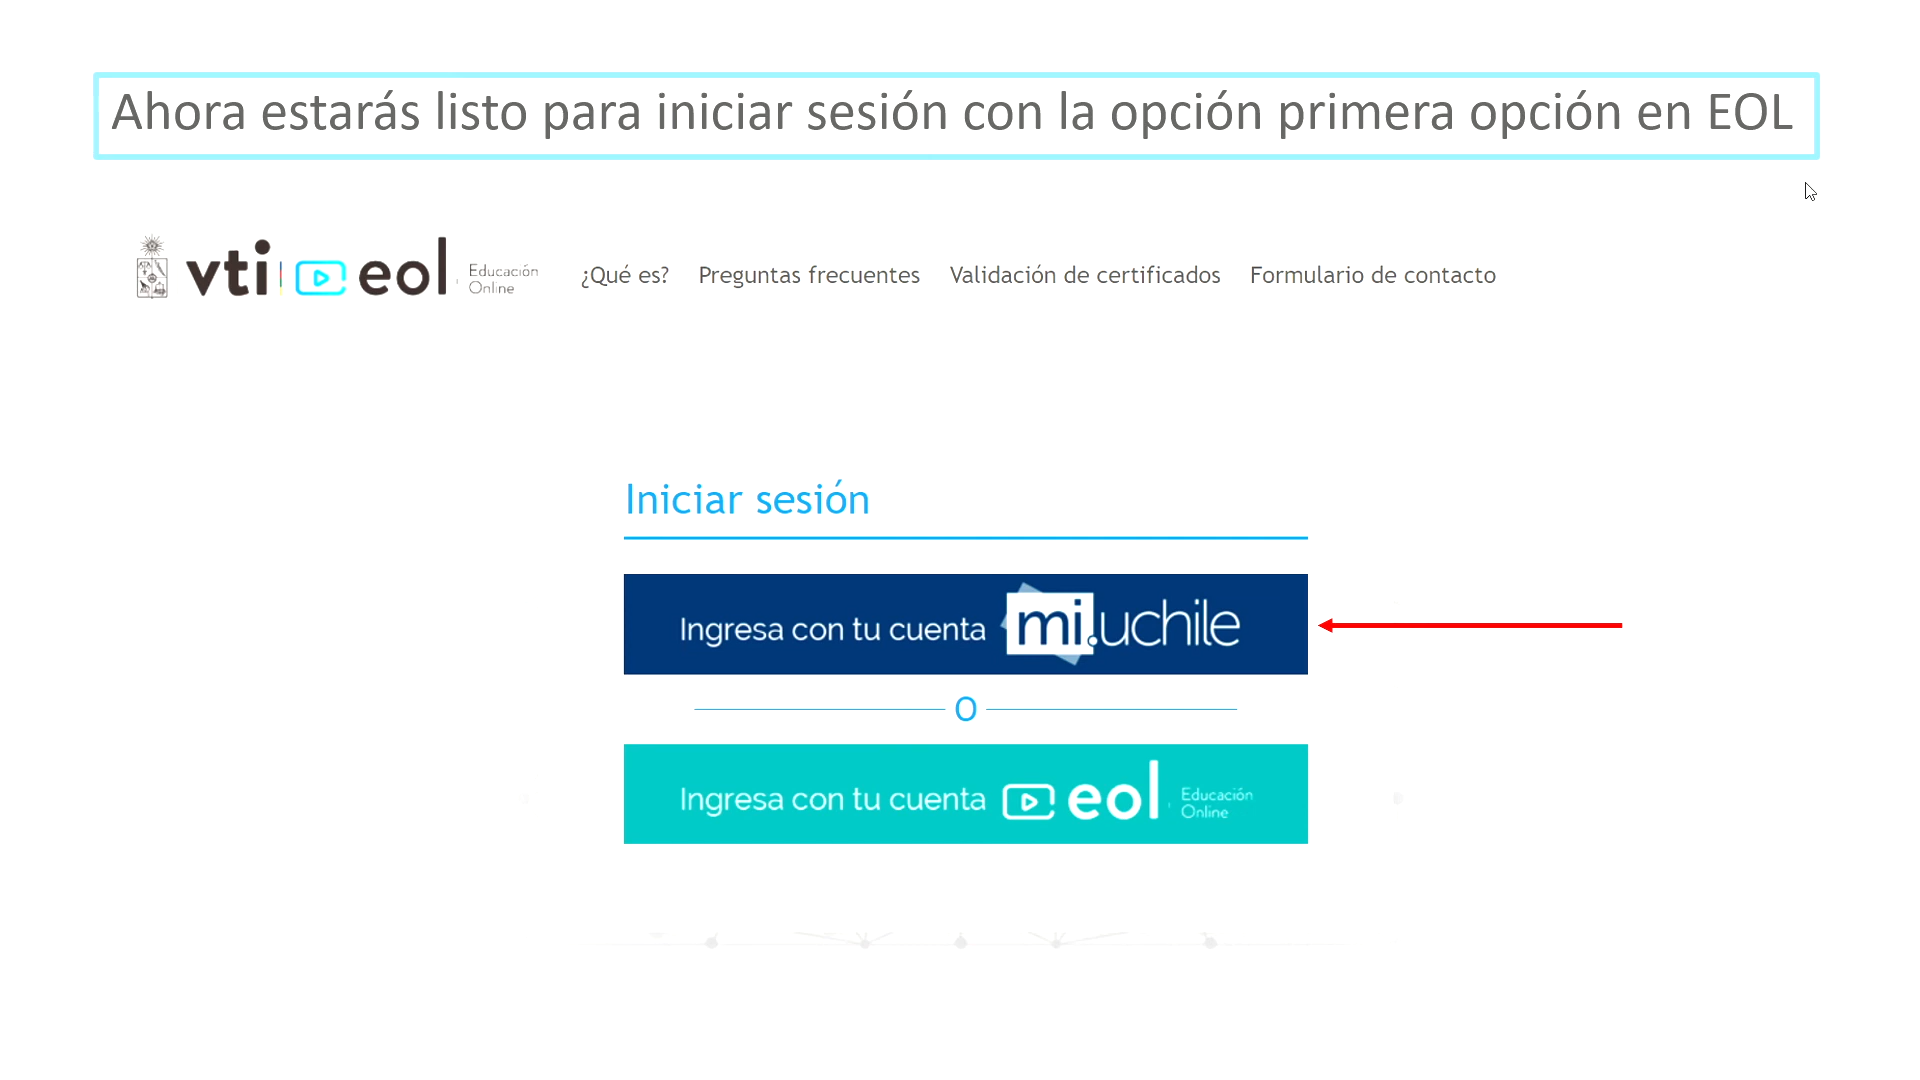 Ahora estarás listo para iniciar sesión con la opción primera opción en EOL
vti eol Educación Online ¿Qué es? Preguntas frecuentes Validación de certificados Formulario de contacto
Iniciar sesión
Ingresa con tu cuenta mi.uchile
O
Ingresa con tu cuenta eol Educación Online